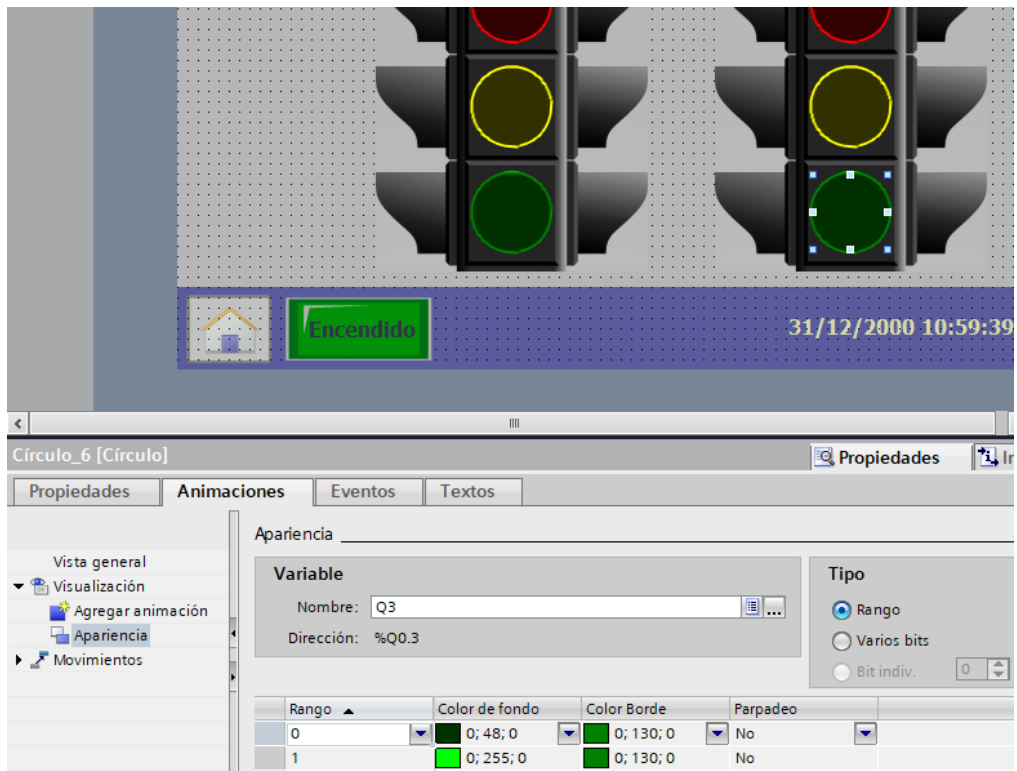 Encendido
31/12/2000 10:59:39
Círculo_6 [Círculo]
Propiedades
Propiedades
Animaciones
Eventos
Textos
Apariencia
Vista general
Visualización
Agregar animación
Apariencia
Movimientos
Variable
Nombre: Q3
Dirección: %Q0.3
Tipo
Rango
Varios bits
Bit indiv. 0
Rango Color de fondo Color Borde Parpadeo
0 0; 48; 0 0; 130; 0 No
1 0; 255; 0 0; 130; 0 No